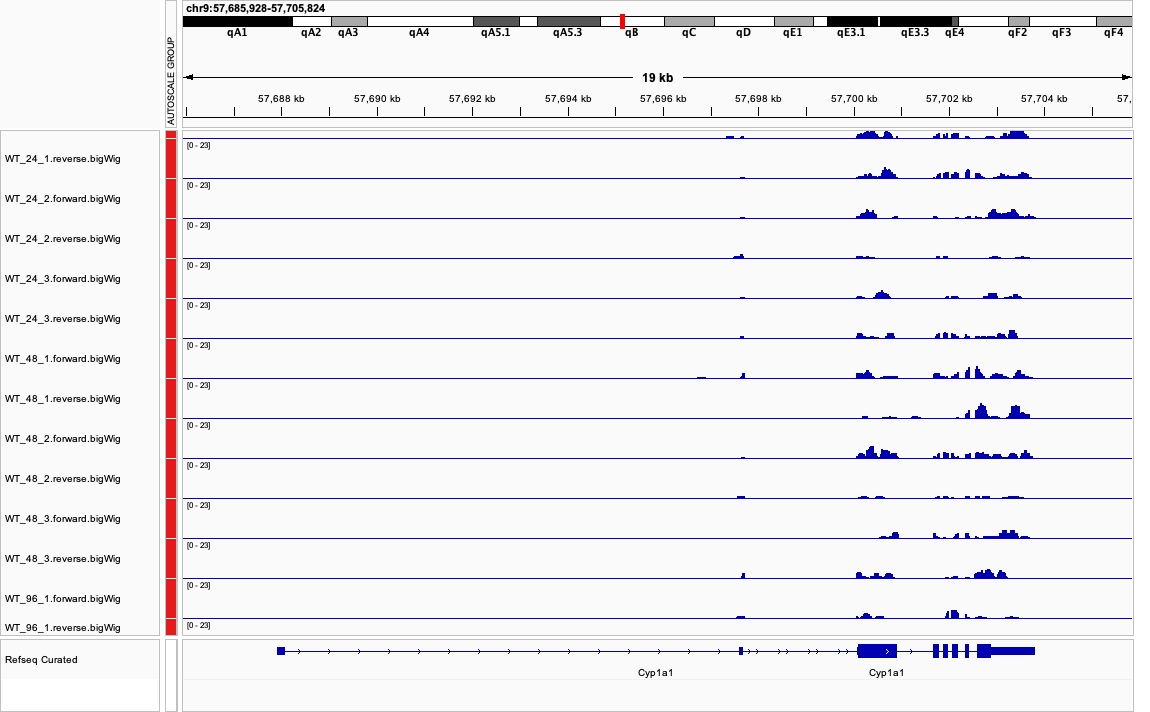 chr9:57,685,928-57,705,824
qA1 qA2 qA3 qA4 qA5.1 qA5.3 qB qC qD qE1 qE3.1 qE3.3 qE4 qF2 qF3 qF4
AUTOSCALE GROUP
19 kb
57,688 kb 57,690 kb 57,692 kb 57,694 kb 57,696 kb 57,698 kb 57,700 kb 57,702 kb 57,704 kb 57,
[0 - 23]
WT_24_1.reverse.bigWig
[0 - 23]
WT_24_2.forward.bigWig
[0 - 23]
WT_24_2.reverse.bigWig
[0 - 23]
WT_24_3.forward.bigWig
[0 - 23]
WT_24_3.reverse.bigWig
[0 - 23]
WT_48_1.forward.bigWig
[0 - 23]
WT_48_1.reverse.bigWig
[0 - 23]
WT_48_2.forward.bigWig
[0 - 23]
WT_48_2.reverse.bigWig
[0 - 23]
WT_48_3.forward.bigWig
[0 - 23]
WT_48_3.reverse.bigWig
[0 - 23]
WT_96_1.forward.bigWig
[0 - 23]
WT_96_1.reverse.bigWig
Refseq Curated
Cyp1a1 Cyp1a1